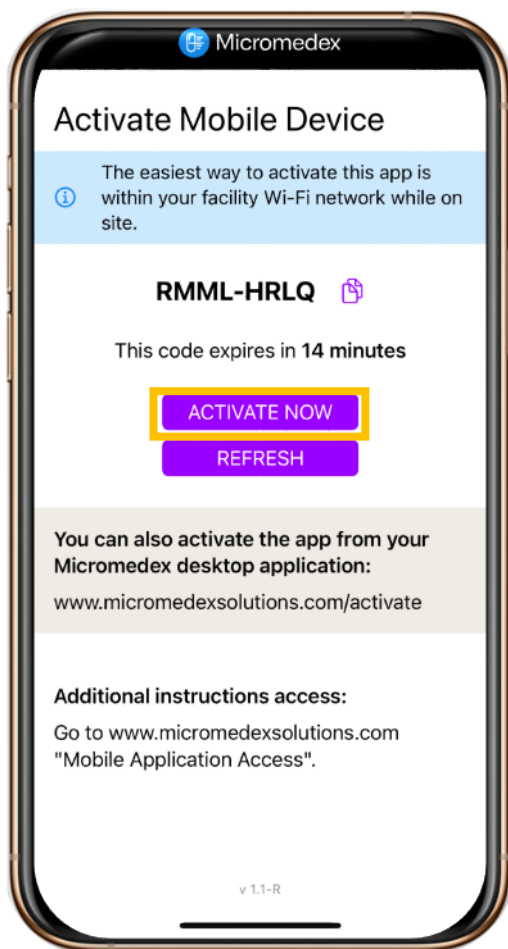 Micromedex
Activate Mobile Device
The easiest way to activate this app is
within your facility Wi-Fi network while on
site.
RMML-HRLQ
This code expires in 14 minutes
ACTIVATE NOW
REFRESH
You can also activate the app from your
Micromedex desktop application:
www.micromedexsolutions.com/activate
Additional instructions access:
Go to www.micromedexsolutions.com
"Mobile Application Access".
v 1.1-R